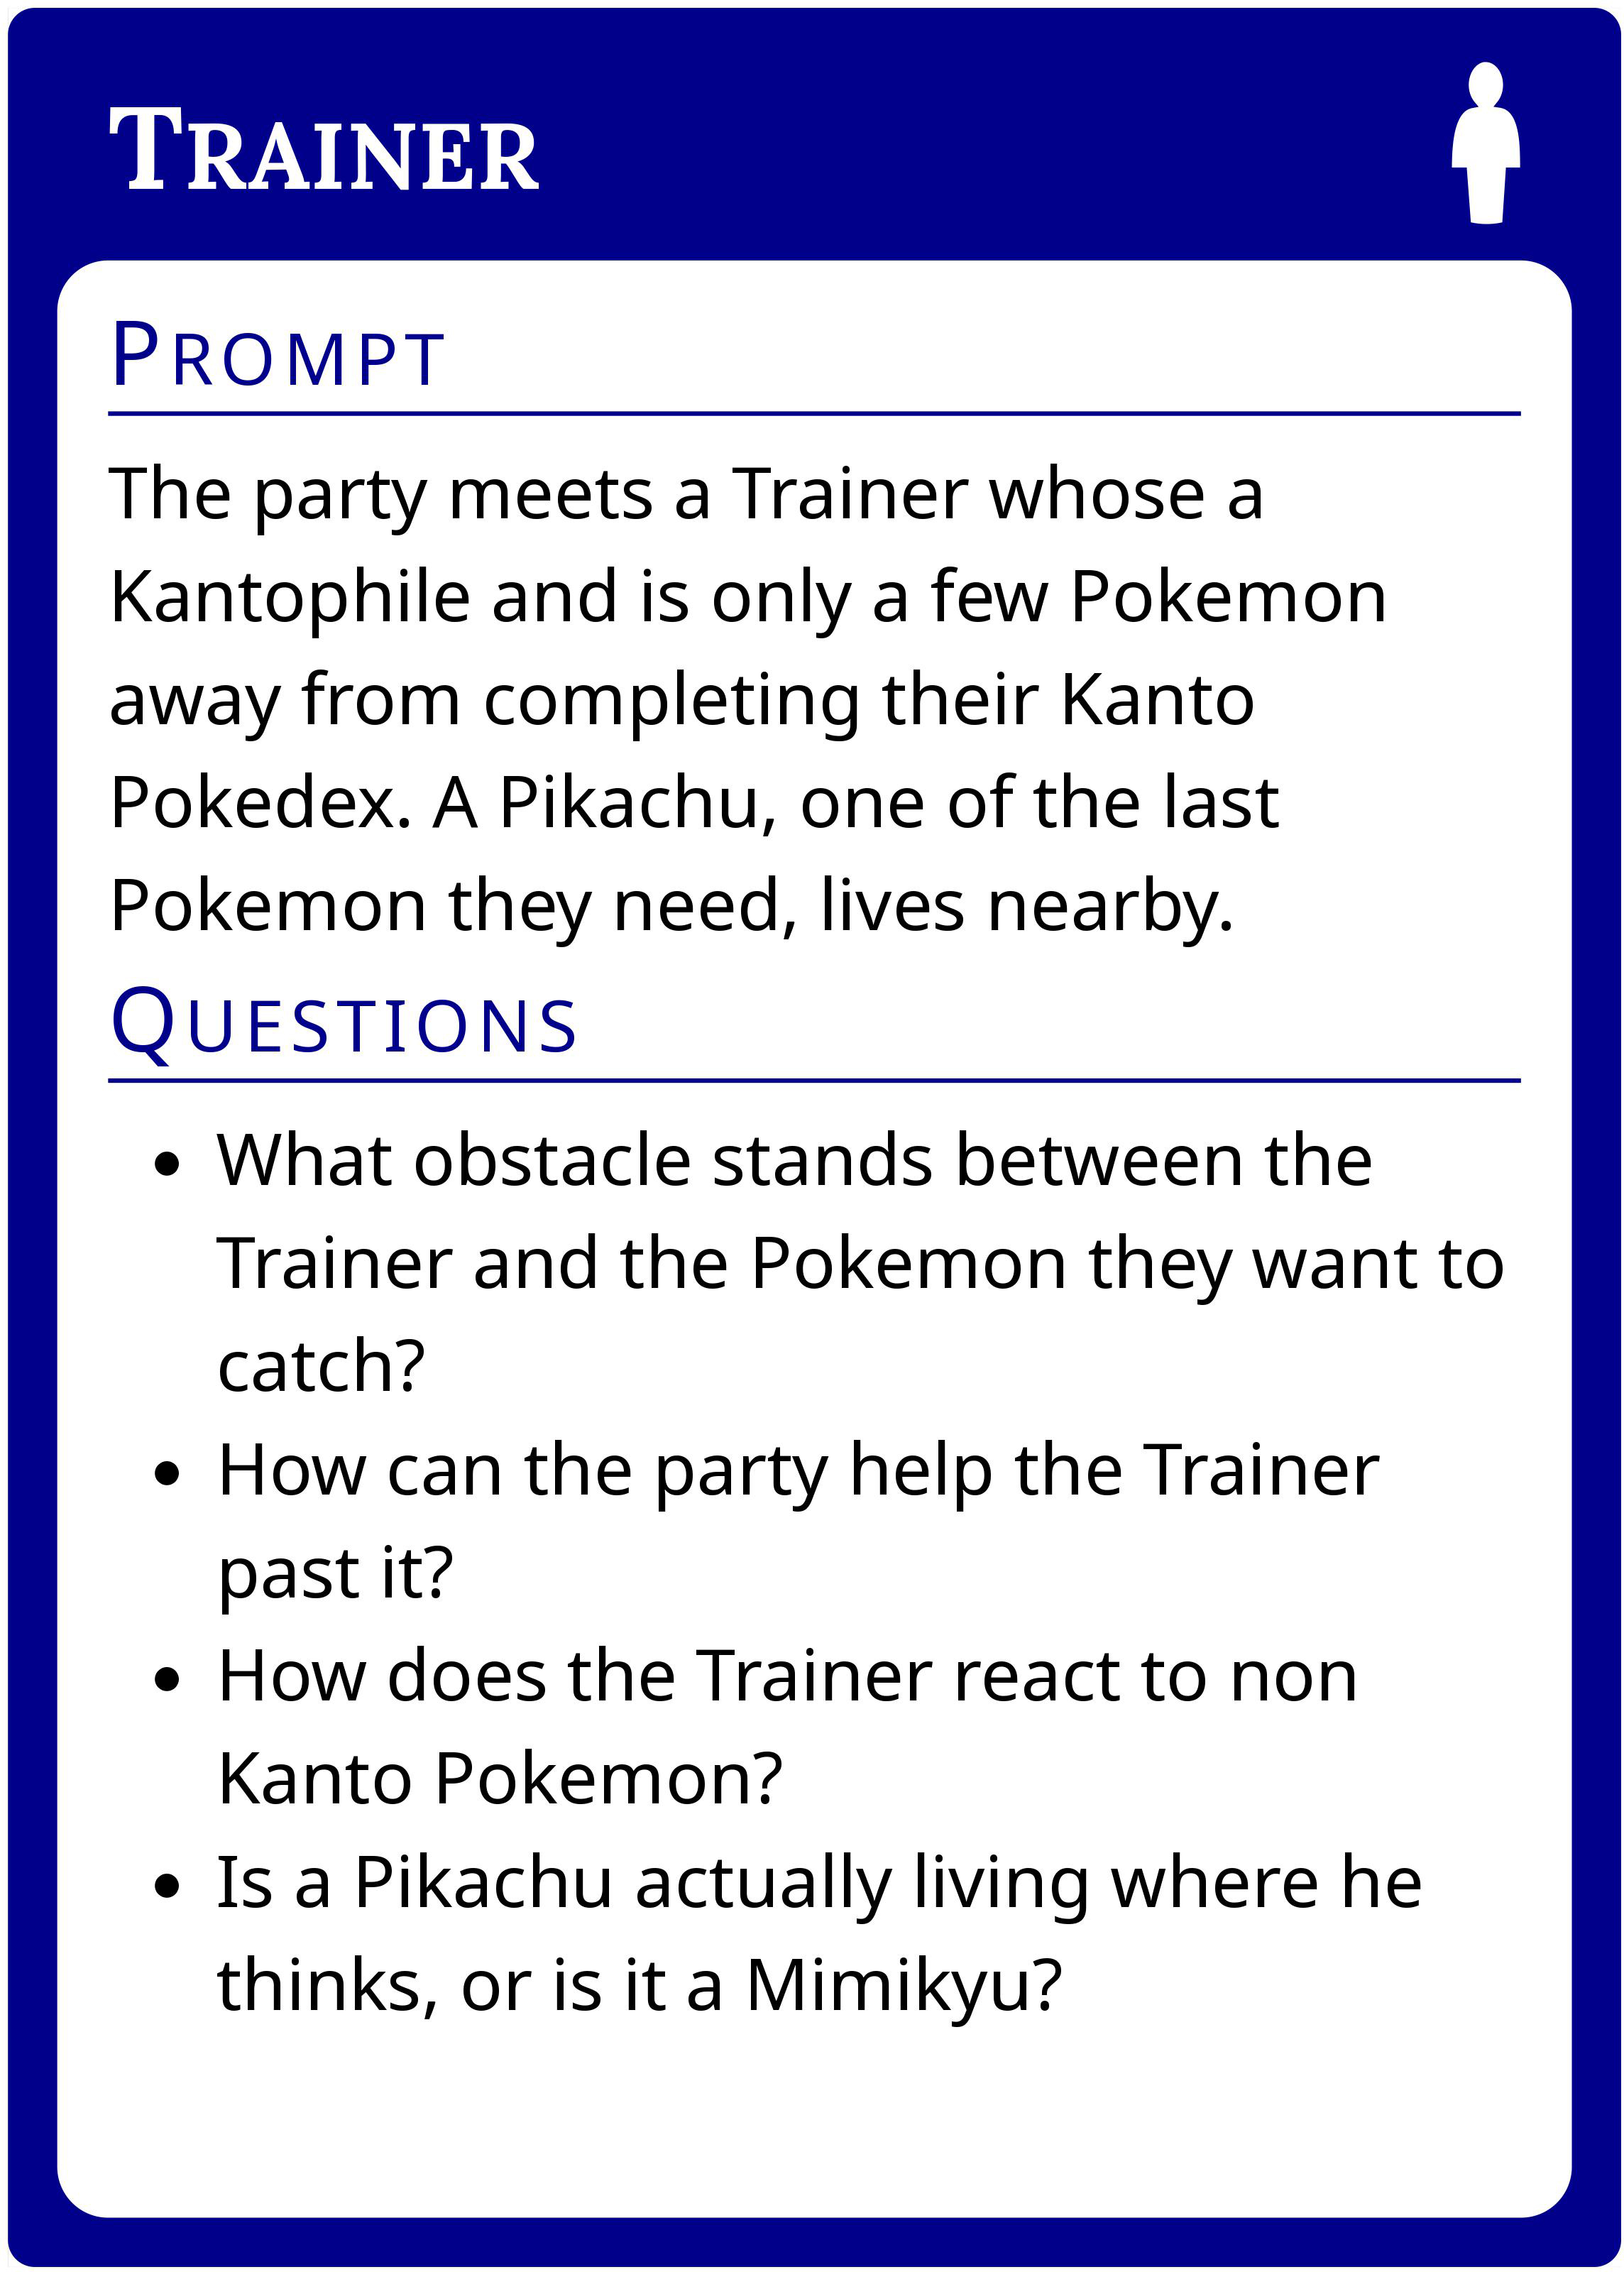 Trainer
Prompt
The party meets a Trainer whose a
Kantophile and is only a few Pokemon
away from completing their Kanto
Pokedex. A Pikachu, one of the last
Pokemon they need, lives nearby.
Questions
• What obstacle stands between the
Trainer and the Pokemon they want to
catch?
• How can the party help the Trainer
past it?
• How does the Trainer react to non
Kanto Pokemon?
• Is a Pikachu actually living where he
thinks, or is it a Mimikyu?